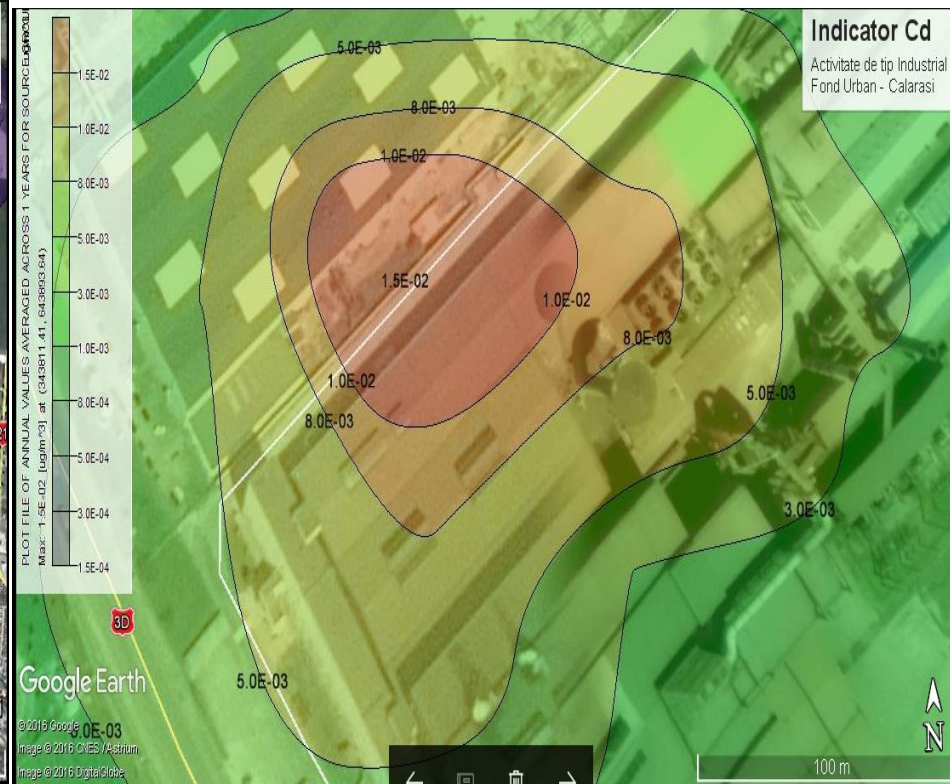 Indicator Cd
Activitate de tip Industrial
Fond Urban - Calarasi
PLOT FILE OF ANNUAL VALUES AVERAGED ACROSS 1 YEARS FOR SOURCE
Max: 1.5E-02 [ug/m^3] at (343811.41, 643893.64)
1.5E-02
1.0E-02
8.0E-03
5.0E-03
3.0E-03
1.0E-03
8.0E-04
5.0E-04
3.0E-04
1.5E-04
5.0E-03
8.0E-03
1.0E-02
1.5E-02
1.0E-02
8.0E-03
1.0E-02
5.0E-03
8.0E-03
3.0E-03
3D
5.0E-03
Google Earth
© 2016 Google
3.0E-03
Image © 2016 CNES / Astrium
Image © 2016 DigitalGlobe
N
100 m